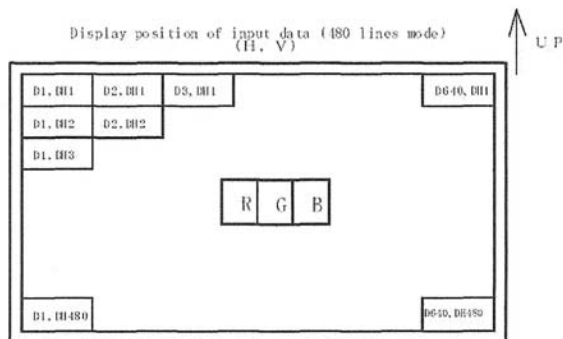 Display position of input data (480 lines mode)
(H, V)
UP
D1, DH1 D2, DH1 D3, DH1 D640, DH1
D1, DH2 D2, DH2
D1, DH3
R G B
D1, DH480 D640, DH480